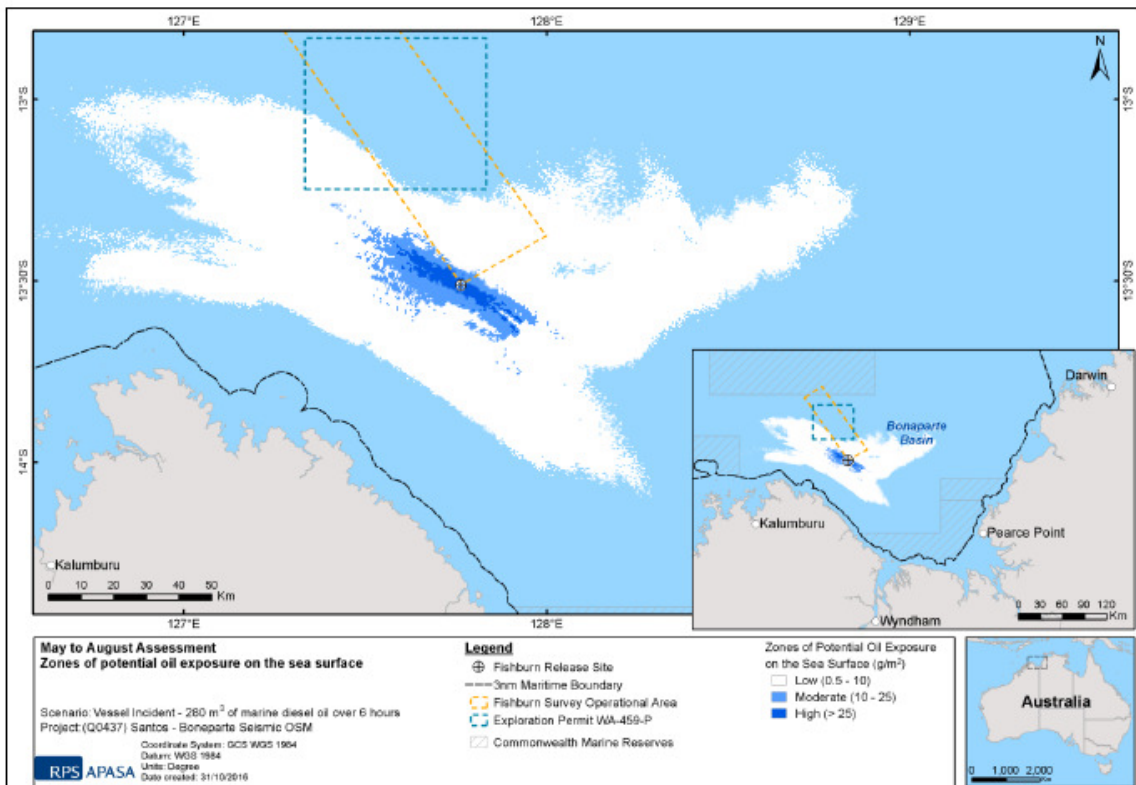 127°E
128°E
129°E
N
13°S
13°S
13°30'S
13°30'S
14°S
Kalumburu
0 10 20 30 40 50
Km
127°E
128°E
Darwin
Bonaparte
Basin
Kalumburu
Pearce Point
Wyndham
0 30 60 90 120
Km
May to August Assessment
Zones of potential oil exposure on the sea surface
Scenario: Vessel Incident - 280 m³ of marine diesel oil over 6 hours
Project:(Q0437) Santos - Bonaparte Seismic OSM
RPS APASA
Coordinate System: GCS WGS 1984
Datum: WGS 1984
Units: Degree
Date created: 31/10/2016
Legend
Fishburn Release Site
3nm Maritime Boundary
Fishburn Survey Operational Area
Exploration Permit WA-459-P
Commonwealth Marine Reserves
Zones of Potential Oil Exposure
on the Sea Surface (g/m²)
Low (0.5 - 10)
Moderate (10 - 25)
High (> 25)
Australia
0 1,000 2,000
Km